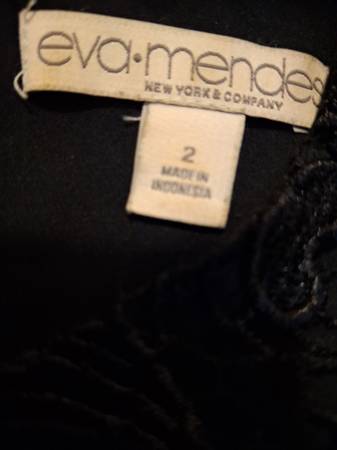 eva·mendes
NEW YORK & COMPANY
2
MADE IN
INDONESIA